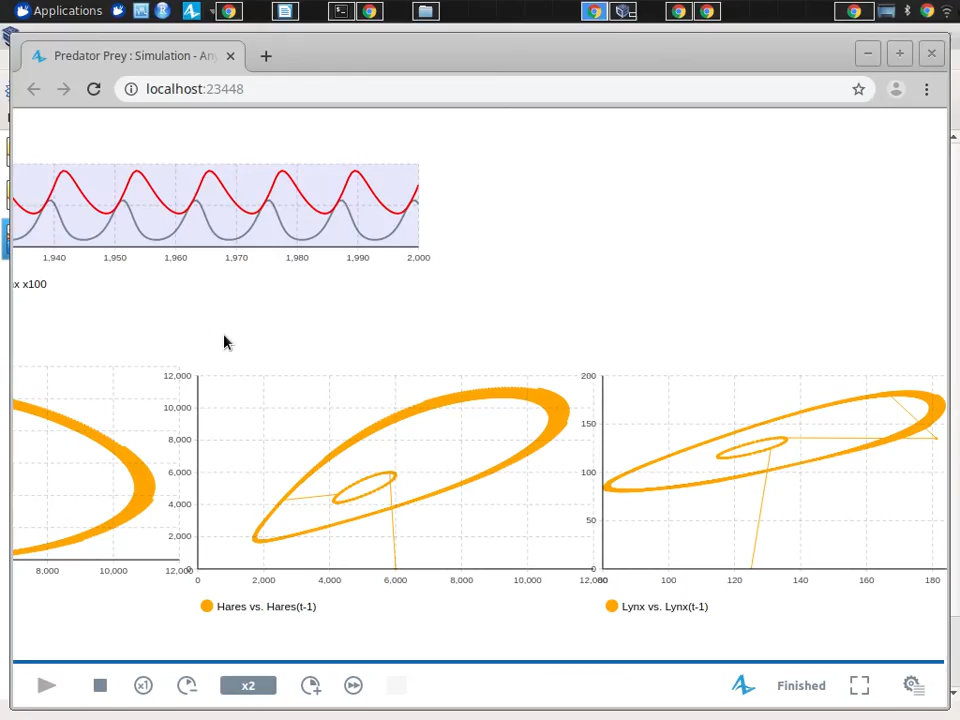 Applications
Predator Prey : Simulation - Any
localhost:23448
1,940 1,950 1,960 1,970 1,980 1,990 2,000
x x100
12,000
10,000
8,000
6,000
4,000
2,000
0
200
150
100
50
0
8,000 10,000 12,000
0 2,000 4,000 6,000 8,000 10,000 12,000
80 100 120 140 160 180
Hares vs. Hares(t-1)
Lynx vs. Lynx(t-1)
x1
x2
Finished